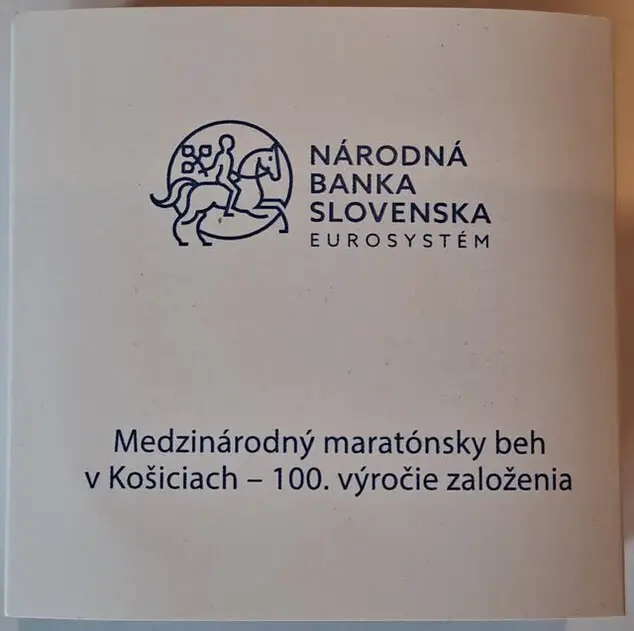 NÁRODNÁ
BANKA
SLOVENSKA
EUROSYSTÉM
Medzinárodný maratónsky beh
v Košiciach – 100. výročie založenia